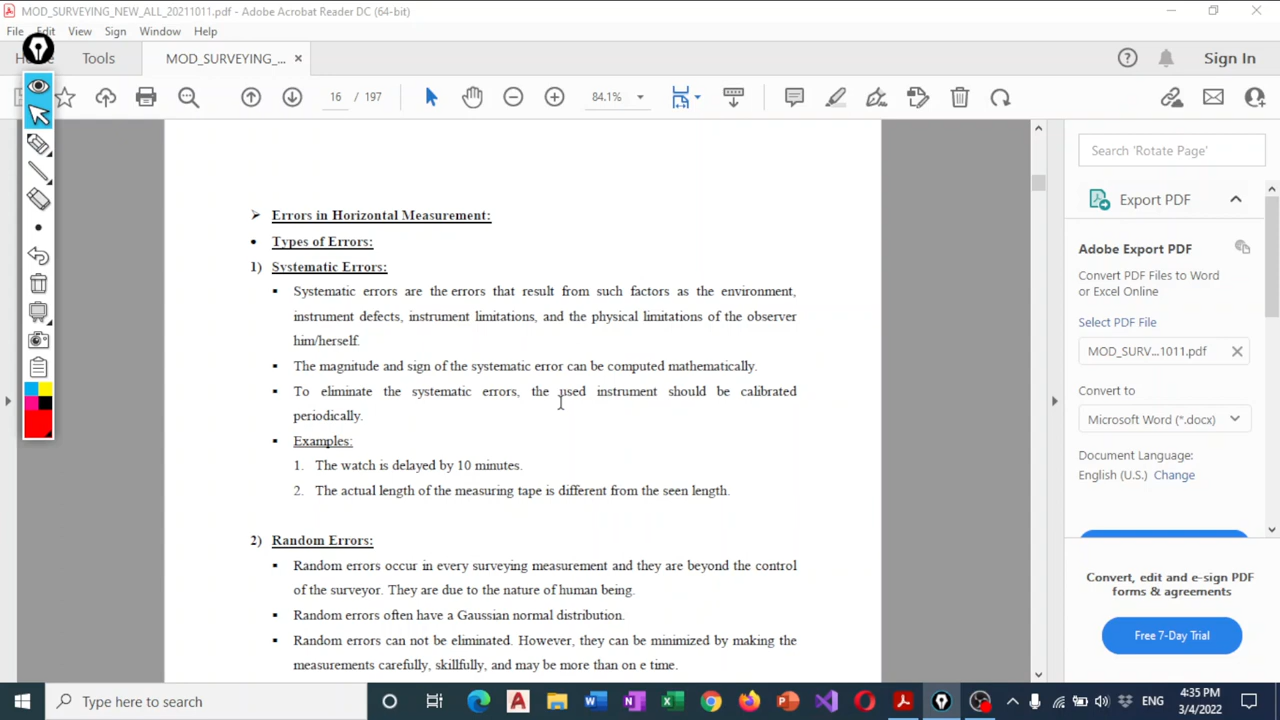 MOD_SURVEYING_NEW_ALL_20211011.pdf - Adobe Acrobat Reader DC (64-bit)
File Edit View Sign Window Help
Tools MOD_SURVEYING_... Sign In
16 / 197 84.1%
➤ Errors in Horizontal Measurement:
• Types of Errors:
1) Systematic Errors:
▪ Systematic errors are the errors that result from such factors as the environment,
instrument defects, instrument limitations, and the physical limitations of the observer
him/herself.
▪ The magnitude and sign of the systematic error can be computed mathematically.
▪ To eliminate the systematic errors, the used instrument should be calibrated
periodically.
▪ Examples:
1. The watch is delayed by 10 minutes.
2. The actual length of the measuring tape is different from the seen length.
2) Random Errors:
▪ Random errors occur in every surveying measurement and they are beyond the control
of the surveyor. They are due to the nature of human being.
▪ Random errors often have a Gaussian normal distribution.
▪ Random errors can not be eliminated. However, they can be minimized by making the
measurements carefully, skillfully, and may be more than on e time.
Search 'Rotate Page'
Export PDF
Adobe Export PDF
Convert PDF Files to Word
or Excel Online
Select PDF File
MOD_SURV...1011.pdf
Convert to
Microsoft Word (*.docx)
Document Language:
English (U.S.) Change
Convert, edit and e-sign PDF
forms & agreements
Free 7-Day Trial
Type here to search
ENG
4:35 PM
3/4/2022